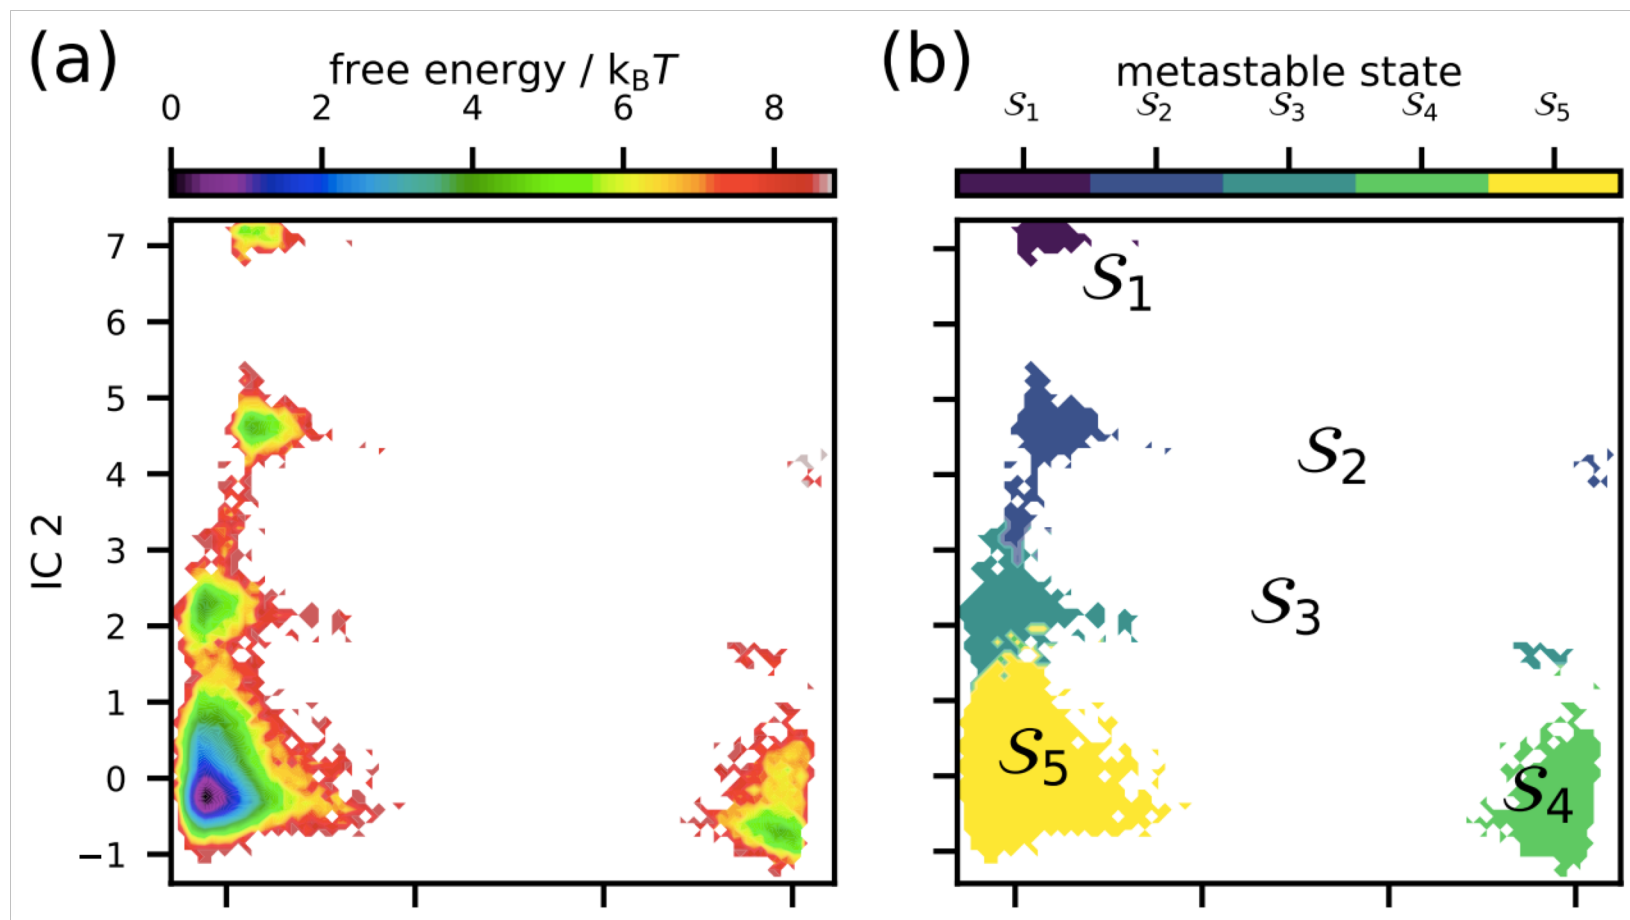 (a)
free energy / k_BT
0 2 4 6 8
7
6
5
4
3
2
1
0
−1
IC 2
(b)
metastable state
𝒮₁ 𝒮₂ 𝒮₃ 𝒮₄ 𝒮₅
𝒮₁
𝒮₂
𝒮₃
𝒮₅
𝒮₄